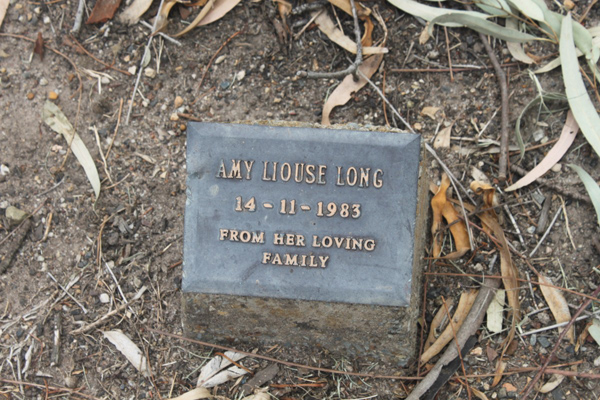 AMY LIOUSE LONG
14-11-1983
FROM HER LOVING
FAMILY